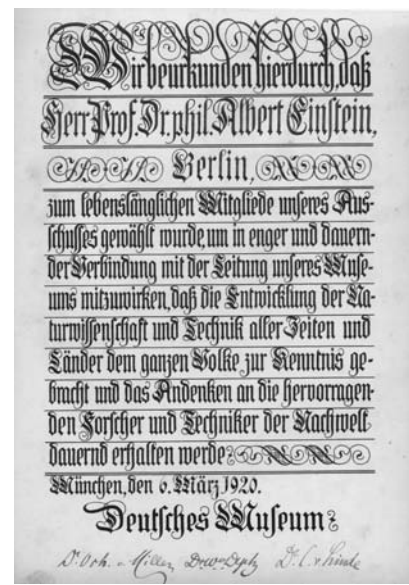 Wir beurkunden hierdurch, daß
Herr Prof. Dr. phil. Albert Einstein,
Berlin,
zum lebenslänglichen Mitgliede unseres Aus-
schusses gewählt wurde, um in enger und dauern-
der Verbindung mit der Leitung unseres Muse-
ums mitzuwirken, daß die Entwicklung der Na-
turwissenschaft und Technik aller Zeiten und
Länder dem ganzen Volke zur Kenntnis ge-
bracht und das Andenken an die hervorragen-
den Forscher und Techniker der Nachwelt
dauernd erhalten werde.
München, den 6. März 1920.
Deutsches Museum.
v. Miller Dr. C. v. Linde